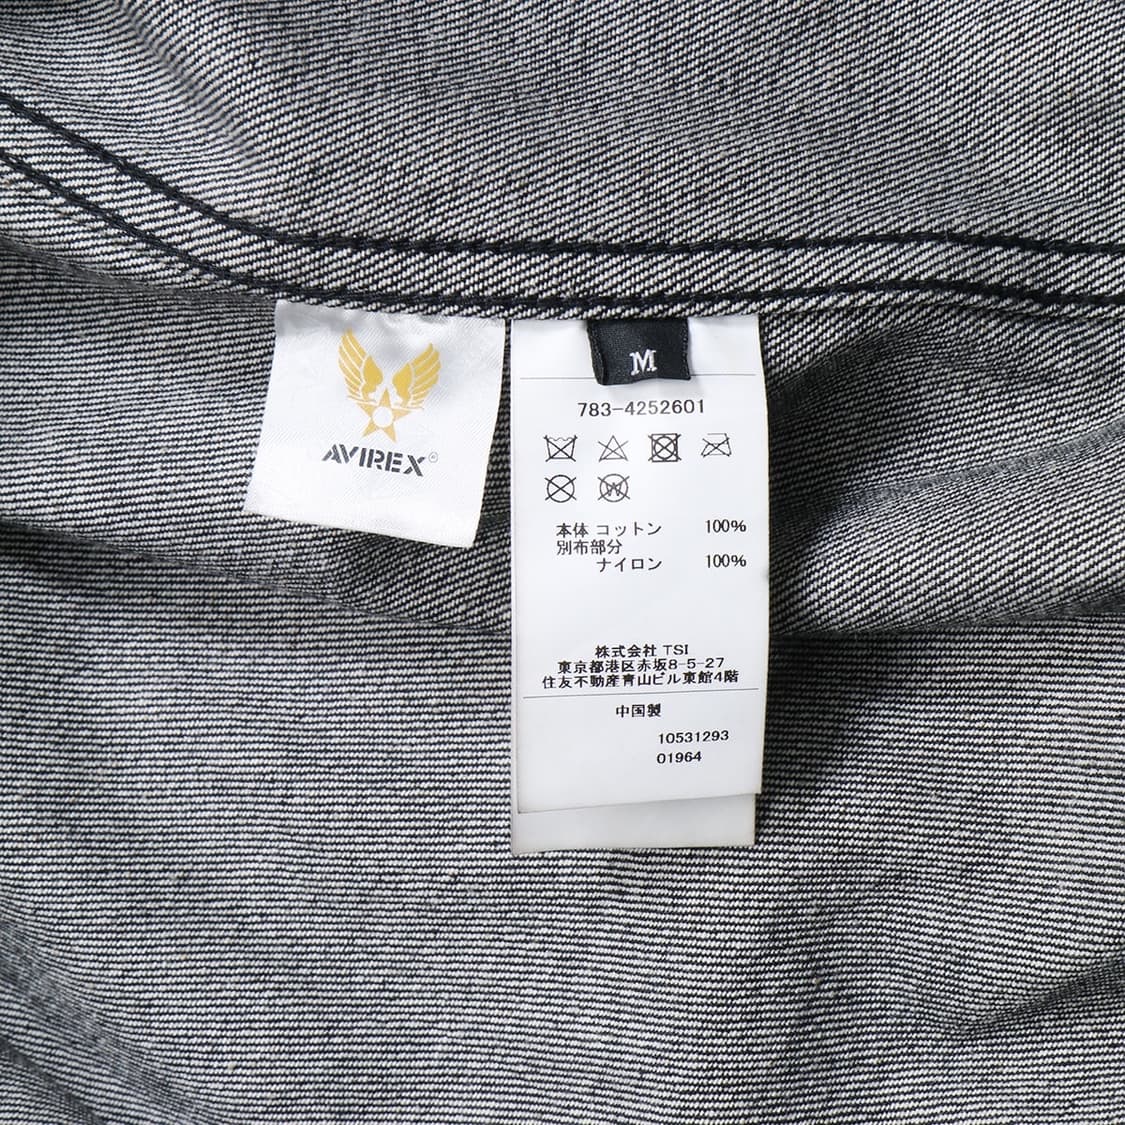 AVIREX®
M
783-4252601
本体 コットン 100%
別布部分
ナイロン 100%
株式会社 TSI
東京都港区赤坂8-5-27
住友不動産青山ビル東館4階
中国製
10531293
01964